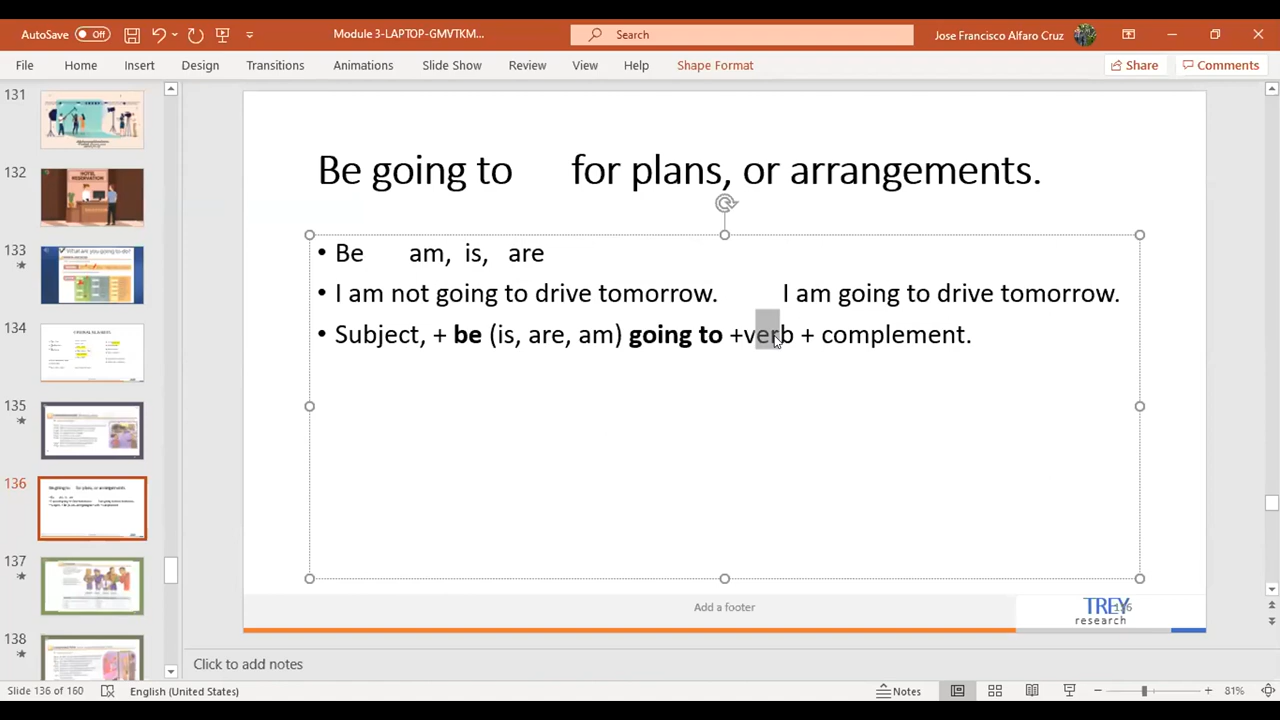 AutoSave Off Module 3-LAPTOP-GMVTKM... Search Jose Francisco Alfaro Cruz
File Home Insert Design Transitions Animations Slide Show Review View Help Shape Format Share Comments
131
132
133
134
135
136
137
138
Be going to for plans, or arrangements.
• Be am, is, are
• I am not going to drive tomorrow. I am going to drive tomorrow.
• Subject, + be (is, are, am) going to +verb + complement.
Add a footer
TREY
research
136
Click to add notes
Slide 136 of 160 English (United States) Notes 81%